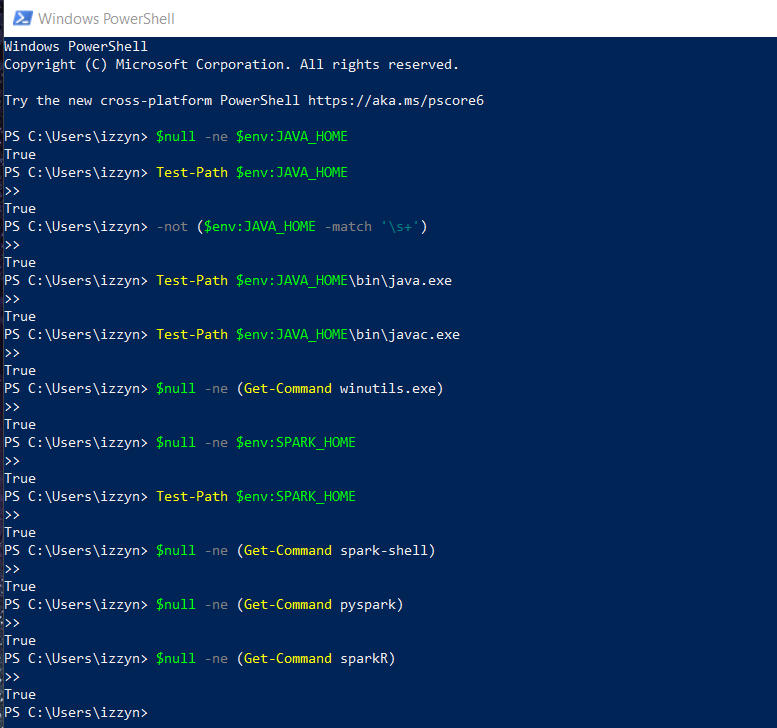 Windows PowerShell
Windows PowerShell
Copyright (C) Microsoft Corporation. All rights reserved.
Try the new cross-platform PowerShell https://aka.ms/pscore6
PS C:\Users\izzyn> $null -ne $env:JAVA_HOME
True
PS C:\Users\izzyn> Test-Path $env:JAVA_HOME
>>
True
PS C:\Users\izzyn> -not ($env:JAVA_HOME -match '\s+')
>>
True
PS C:\Users\izzyn> Test-Path $env:JAVA_HOME\bin\java.exe
>>
True
PS C:\Users\izzyn> Test-Path $env:JAVA_HOME\bin\javac.exe
>>
True
PS C:\Users\izzyn> $null -ne (Get-Command winutils.exe)
>>
True
PS C:\Users\izzyn> $null -ne $env:SPARK_HOME
>>
True
PS C:\Users\izzyn> Test-Path $env:SPARK_HOME
>>
True
PS C:\Users\izzyn> $null -ne (Get-Command spark-shell)
>>
True
PS C:\Users\izzyn> $null -ne (Get-Command pyspark)
>>
True
PS C:\Users\izzyn> $null -ne (Get-Command sparkR)
>>
True
PS C:\Users\izzyn>